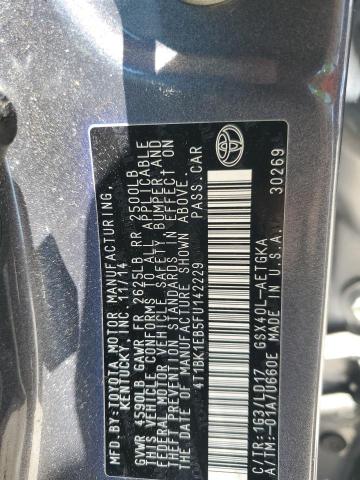 MFD.BY:TOYOTA MOTOR MANUFACTURING,
KENTUCKY, INC. 11/14
GVWR 4590LB GAWR FR 2625LB RR 2500LB
THIS VEHICLE CONFORMS TO ALL APPLICABLE
FEDERAL MOTOR VEHICLE SAFETY BUMPER AND
THEFT PREVENTION STANDARDS IN EFFECT ON
THE DATE OF MANUFACTURE SHOWN ABOVE.
4T1BK1EB5FU142229 PASS.CAR
C/TR:1G3/LD17 GSX40L-AETGKA
A/TM:-01A/U660E MADE IN U.S.A. 30269